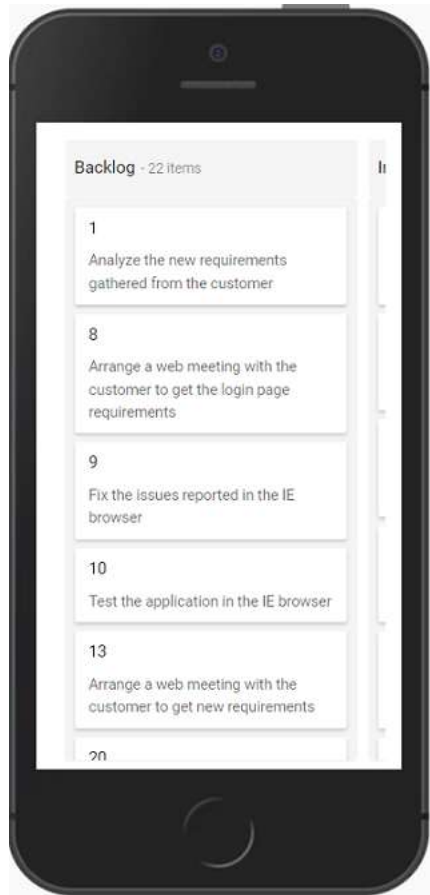 Backlog - 22 items
1
Analyze the new requirements
gathered from the customer
8
Arrange a web meeting with the
customer to get the login page
requirements
9
Fix the issues reported in the IE
browser
10
Test the application in the IE browser
13
Arrange a web meeting with the
customer to get new requirements
20